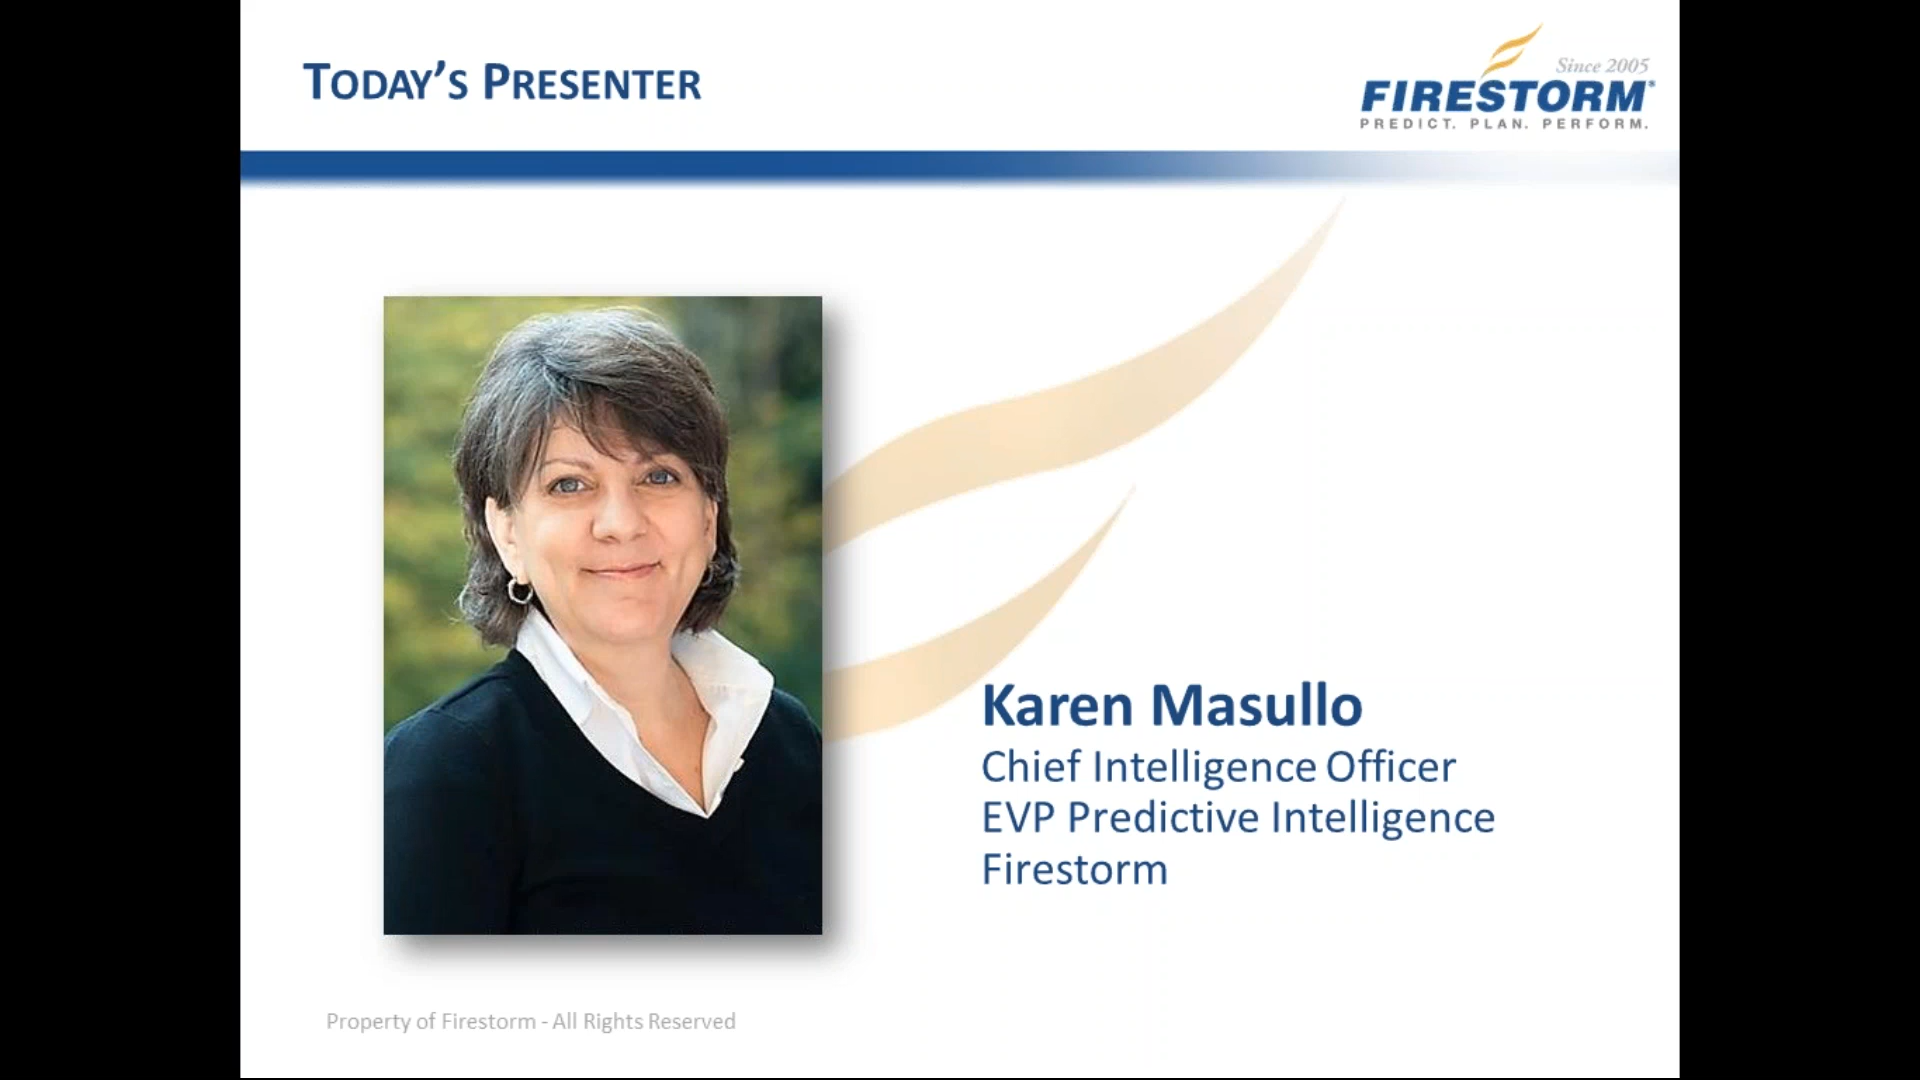 TODAY'S PRESENTER
Since 2005
FIRESTORM®
PREDICT. PLAN. PERFORM.
Karen Masullo
Chief Intelligence Officer
EVP Predictive Intelligence
Firestorm
Property of Firestorm - All Rights Reserved